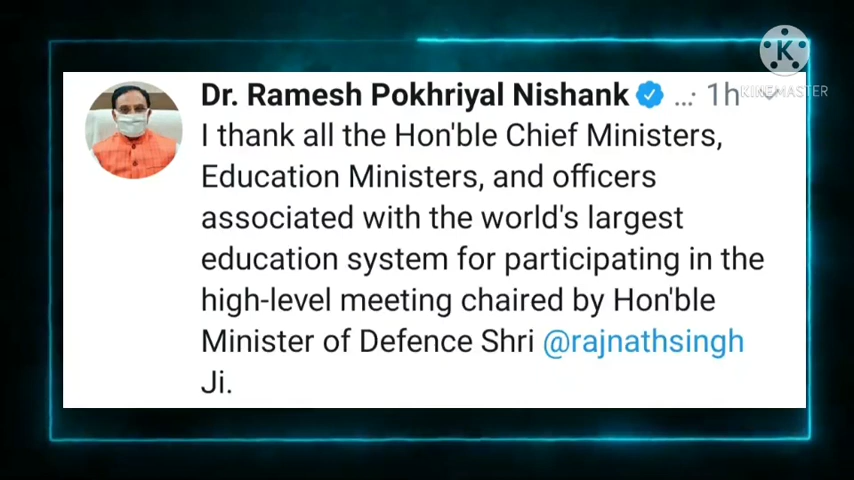 K
KINEMASTER
Dr. Ramesh Pokhriyal Nishank ...· 1h
I thank all the Hon'ble Chief Ministers,
Education Ministers, and officers
associated with the world's largest
education system for participating in the
high-level meeting chaired by Hon'ble
Minister of Defence Shri @rajnathsingh
Ji.